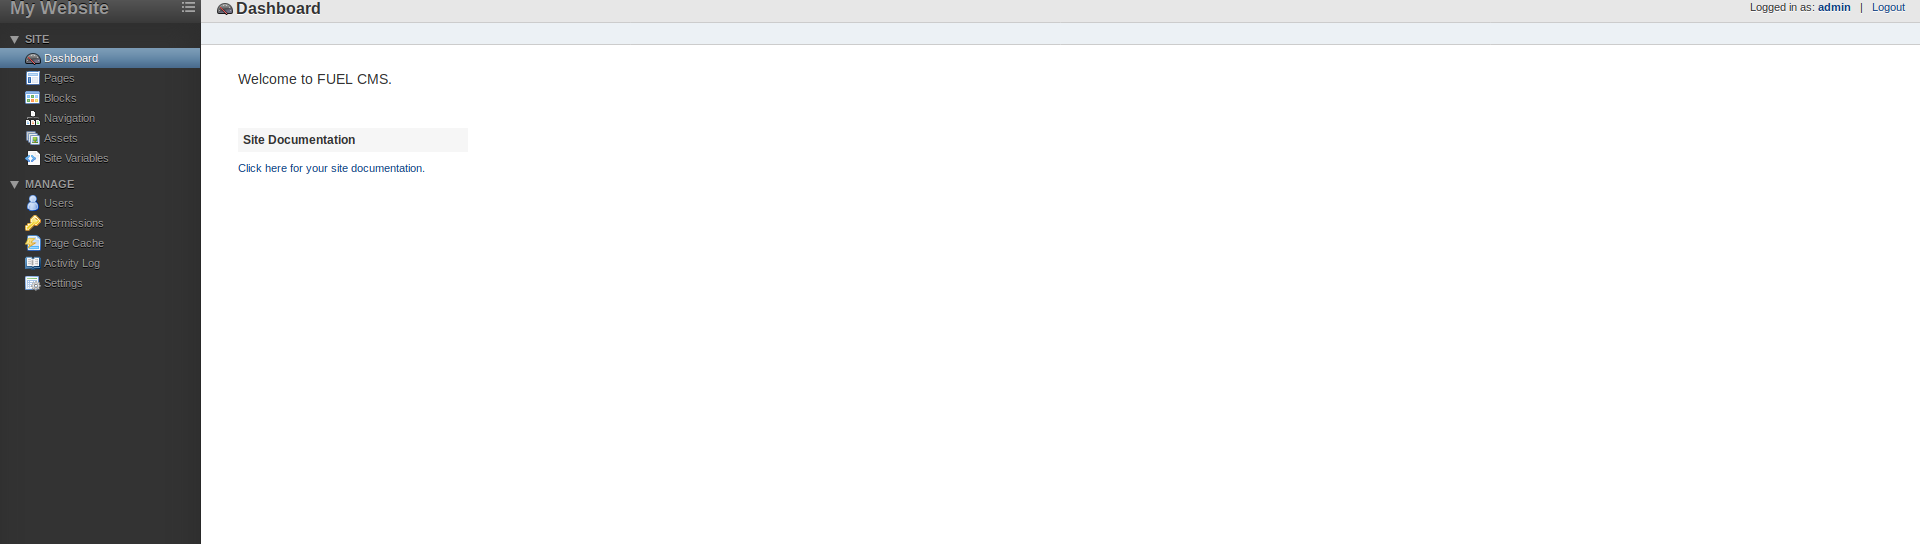 My Website
Dashboard
Logged in as: admin | Logout
SITE
Dashboard
Pages
Blocks
Navigation
Assets
Site Variables
MANAGE
Users
Permissions
Page Cache
Activity Log
Settings
Welcome to FUEL CMS.
Site Documentation
Click here for your site documentation.